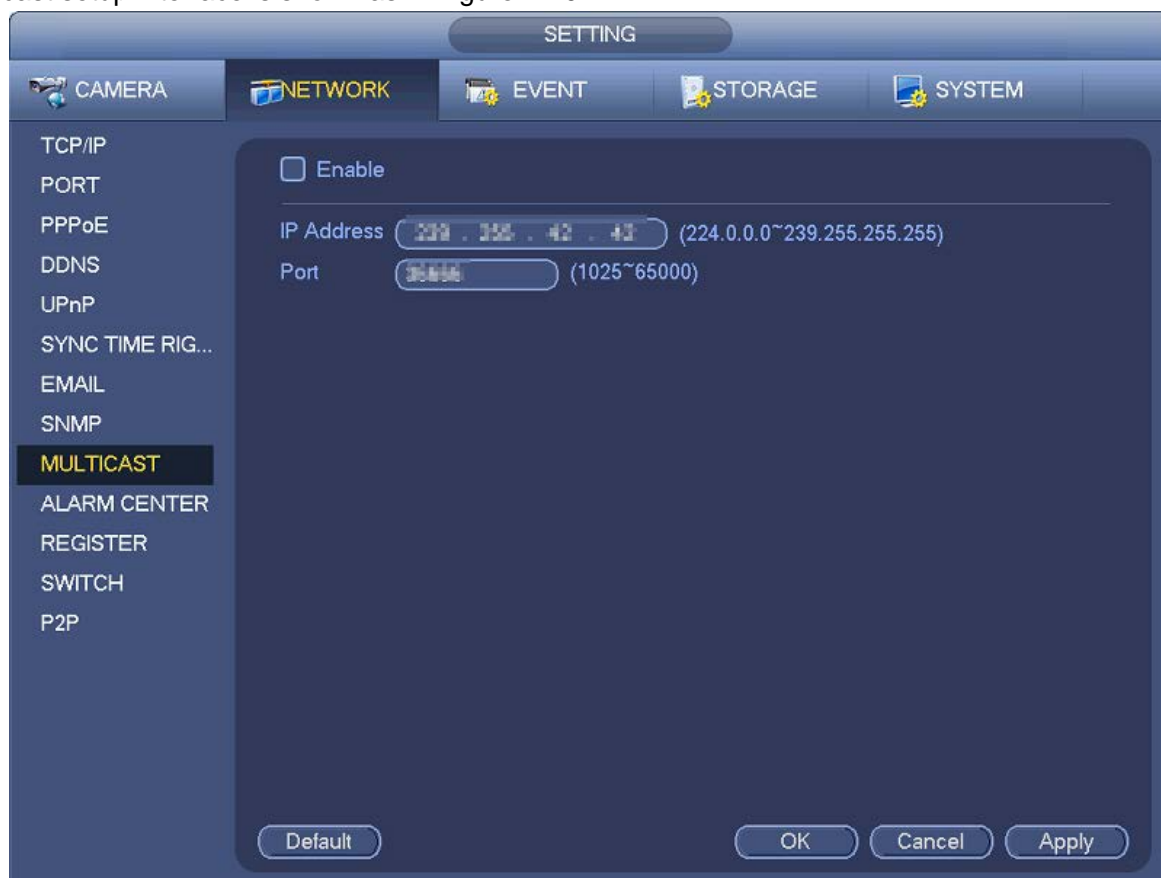 SETTING
CAMERA NETWORK EVENT STORAGE SYSTEM
TCP/IP
PORT
PPPoE
DDNS
UPnP
SYNC TIME RIG...
EMAIL
SNMP
MULTICAST
ALARM CENTER
REGISTER
SWITCH
P2P
Enable
IP Address (224.0.0.0~239.255.255.255)
Port (1025~65000)
Default OK Cancel Apply